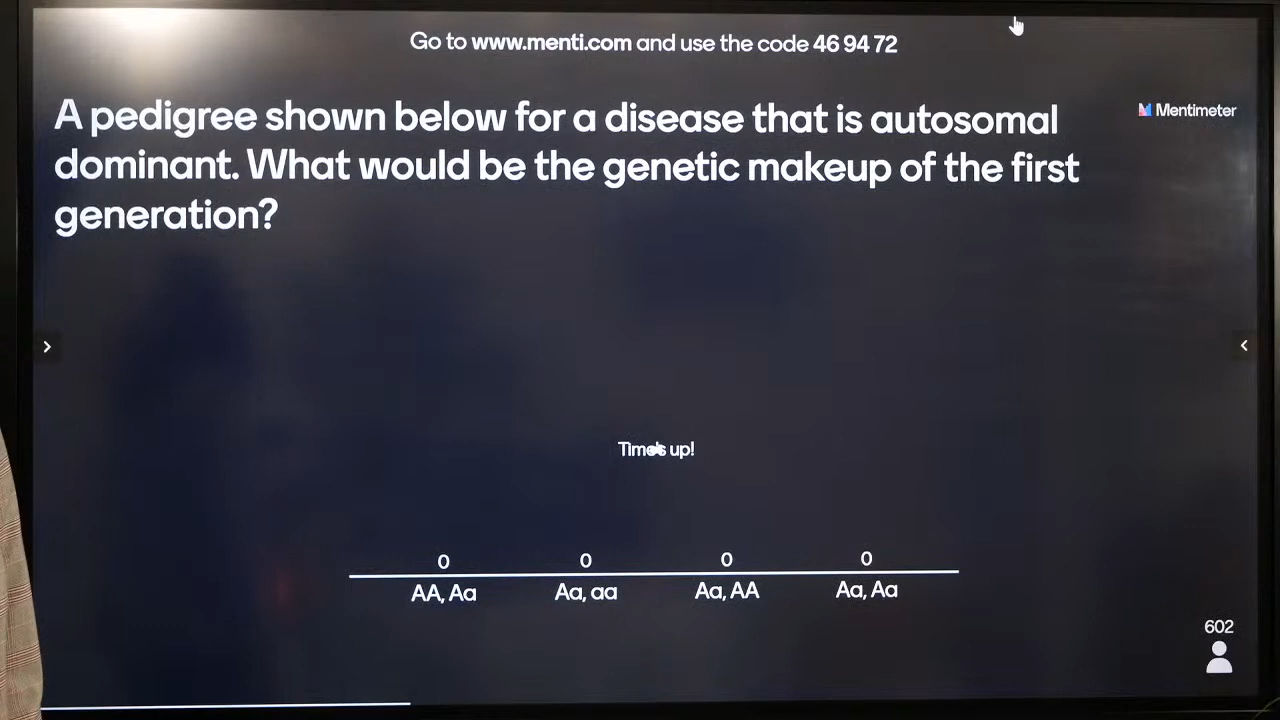 Go to www.menti.com and use the code 46 94 72
A pedigree shown below for a disease that is autosomal
dominant. What would be the genetic makeup of the first
generation?
Mentimeter
Time's up!
0 0 0 0
AA, Aa Aa, aa Aa, AA Aa, Aa
602